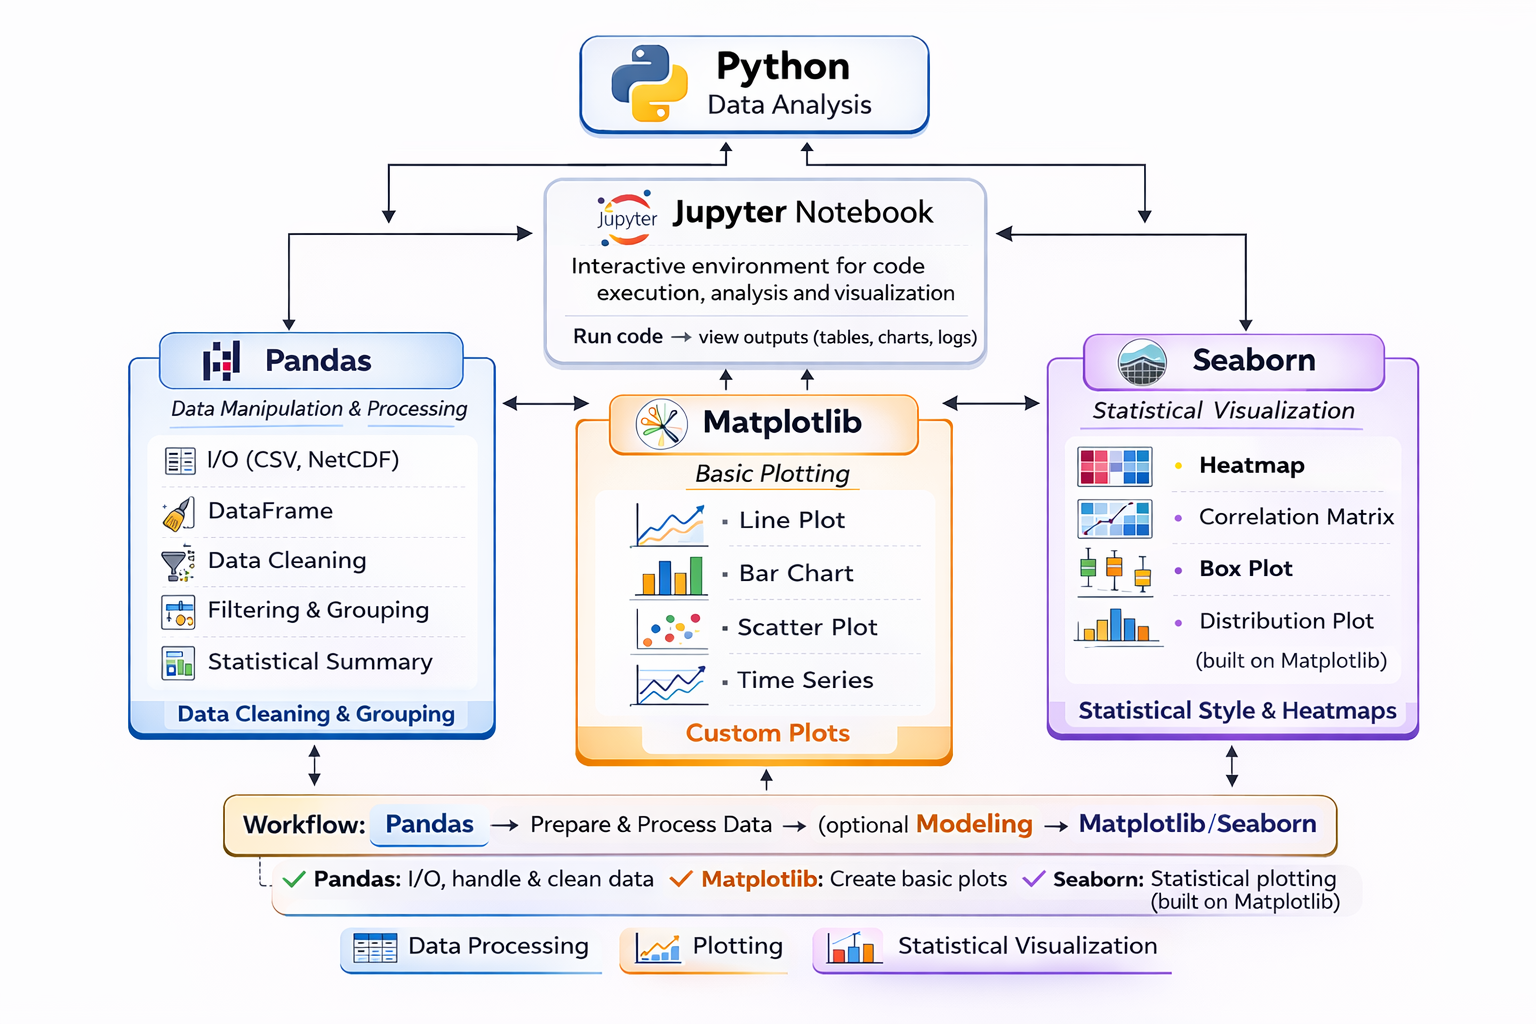 Python
Data Analysis
Jupyter
Jupyter Notebook
Interactive environment for code
execution, analysis and visualization
Run code → view outputs (tables, charts, logs)
Pandas
Data Manipulation & Processing
I/O (CSV, NetCDF)
DataFrame
Data Cleaning
Filtering & Grouping
Statistical Summary
Data Cleaning & Grouping
Matplotlib
Basic Plotting
Line Plot
Bar Chart
Scatter Plot
Time Series
Custom Plots
Seaborn
Statistical Visualization
Heatmap
Correlation Matrix
Box Plot
Distribution Plot
(built on Matplotlib)
Statistical Style & Heatmaps
Workflow: Pandas → Prepare & Process Data → (optional Modeling → Matplotlib/Seaborn
✓ Pandas: I/O, handle & clean data ✓ Matplotlib: Create basic plots ✓ Seaborn: Statistical plotting
(built on Matplotlib)
Data Processing
Plotting
Statistical Visualization